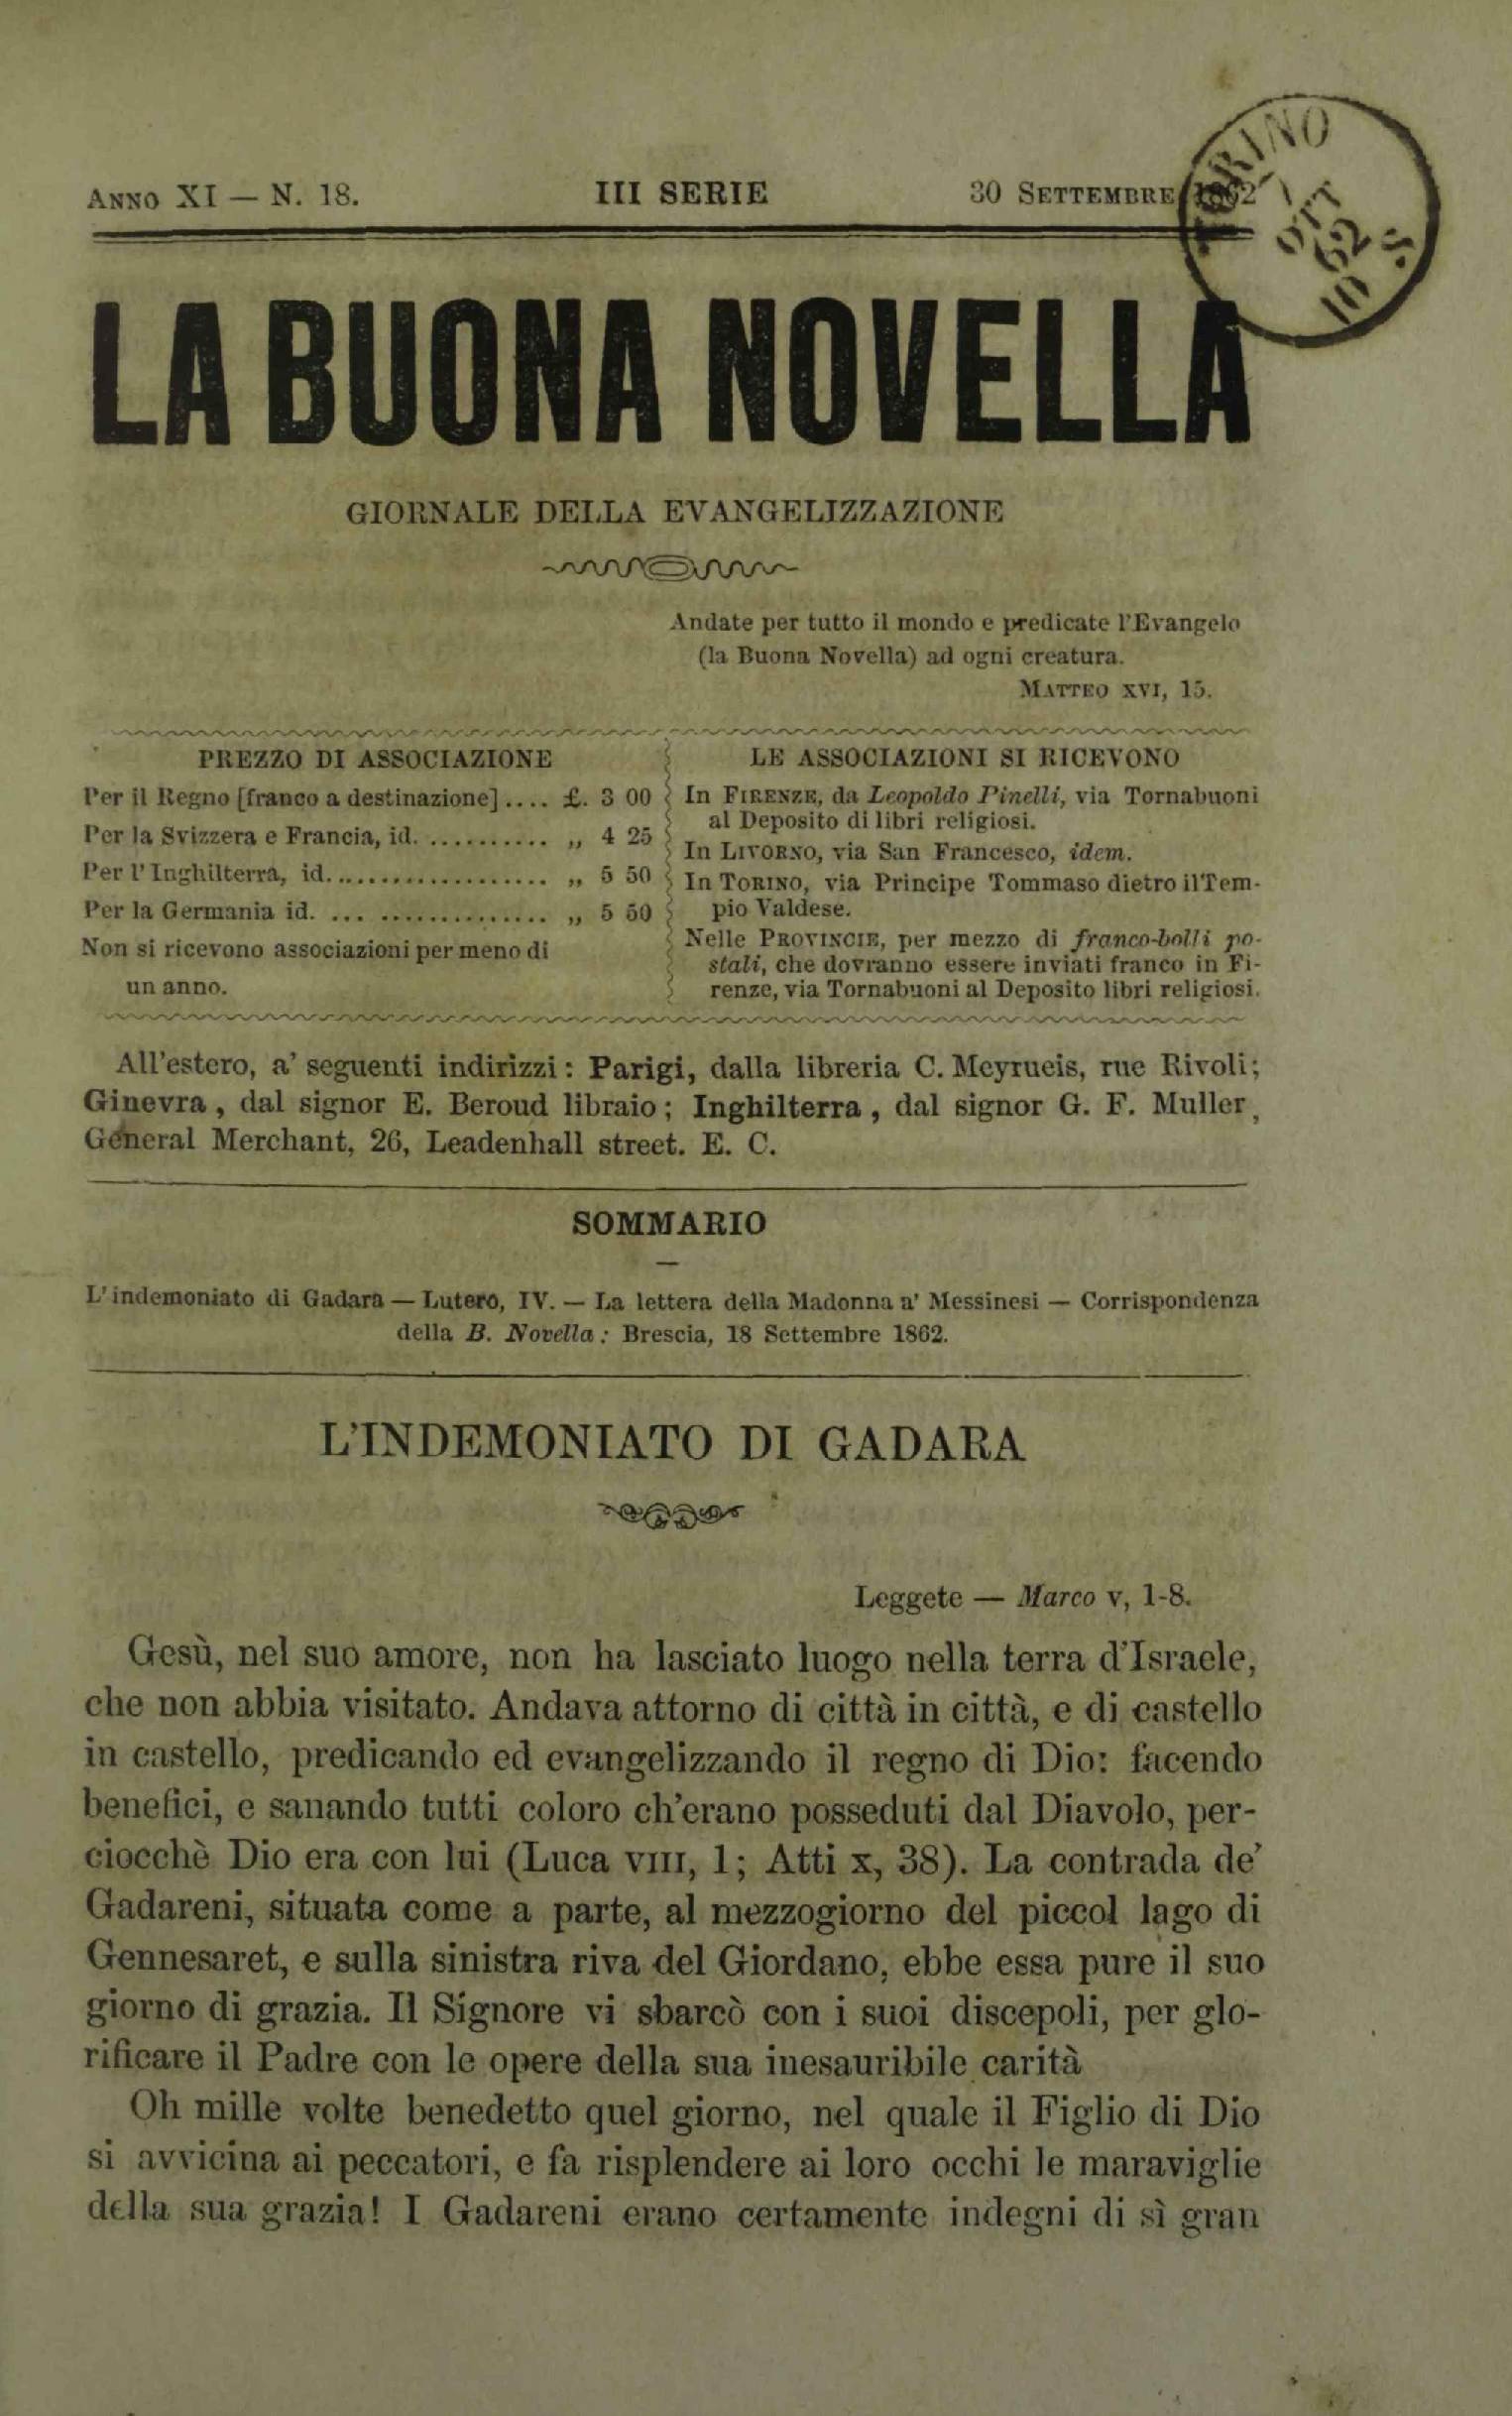 ANNO XI — N. 18.
III SERIE
30 SETTEMBRE 1862
TORINO
1
OTT
62
10 S.
LA BUONA NOVELLA
GIORNALE DELLA EVANGELIZZAZIONE
Andate per tutto il mondo e predicate l'Evangelo
(la Buona Novella) ad ogni creatura.
MATTEO XVI, 15.
PREZZO DI ASSOCIAZIONE
Per il Regno [franco a destinazione] .... £. 3 00
Per la Svizzera e Francia, id. ........... „ 4 25
Per l'Inghilterra, id. ................... „ 5 50
Per la Germania id. ... ............... „ 5 50
Non si ricevono associazioni per meno di
un anno.
LE ASSOCIAZIONI SI RICEVONO
In FIRENZE, da Leopoldo Pinelli, via Tornabuoni
al Deposito di libri religiosi.
In LIVORNO, via San Francesco, idem.
In TORINO, via Principe Tommaso dietro il Tem-
pio Valdese.
Nelle PROVINCIE, per mezzo di franco-bolli po-
stali, che dovranno essere inviati franco in Fi-
renze, via Tornabuoni al Deposito libri religiosi.
All'estero, a' seguenti indirizzi: Parigi, dalla libreria C. Meyrueis, rue Rivoli;
Ginevra, dal signor E. Beroud libraio; Inghilterra, dal signor G. F. Muller,
General Merchant, 26, Leadenhall street. E. C.
SOMMARIO
L'indemoniato di Gadara — Lutero, IV. — La lettera della Madonna a' Messinesi — Corrispondenza
della B. Novella: Brescia, 18 Settembre 1862.
L'INDEMONIATO DI GADARA
Leggete — Marco V, 1-8.
Gesù, nel suo amore, non ha lasciato luogo nella terra d'Israele,
che non abbia visitato. Andava attorno di città in città, e di castello
in castello, predicando ed evangelizzando il regno di Dio: facendo
benefici, e sanando tutti coloro ch'erano posseduti dal Diavolo, per-
ciocchè Dio era con lui (Luca VIII, 1; Atti X, 38). La contrada de'
Gadareni, situata come a parte, al mezzogiorno del piccol lago di
Gennesaret, e sulla sinistra riva del Giordano, ebbe essa pure il suo
giorno di grazia. Il Signore vi sbarcò con i suoi discepoli, per glo-
rificare il Padre con le opere della sua inesauribile carità
Oh mille volte benedetto quel giorno, nel quale il Figlio di Dio
si avvicina ai peccatori, e fa risplendere ai loro occhi le maraviglie
della sua grazia! I Gadareni erano certamente indegni di sì gran